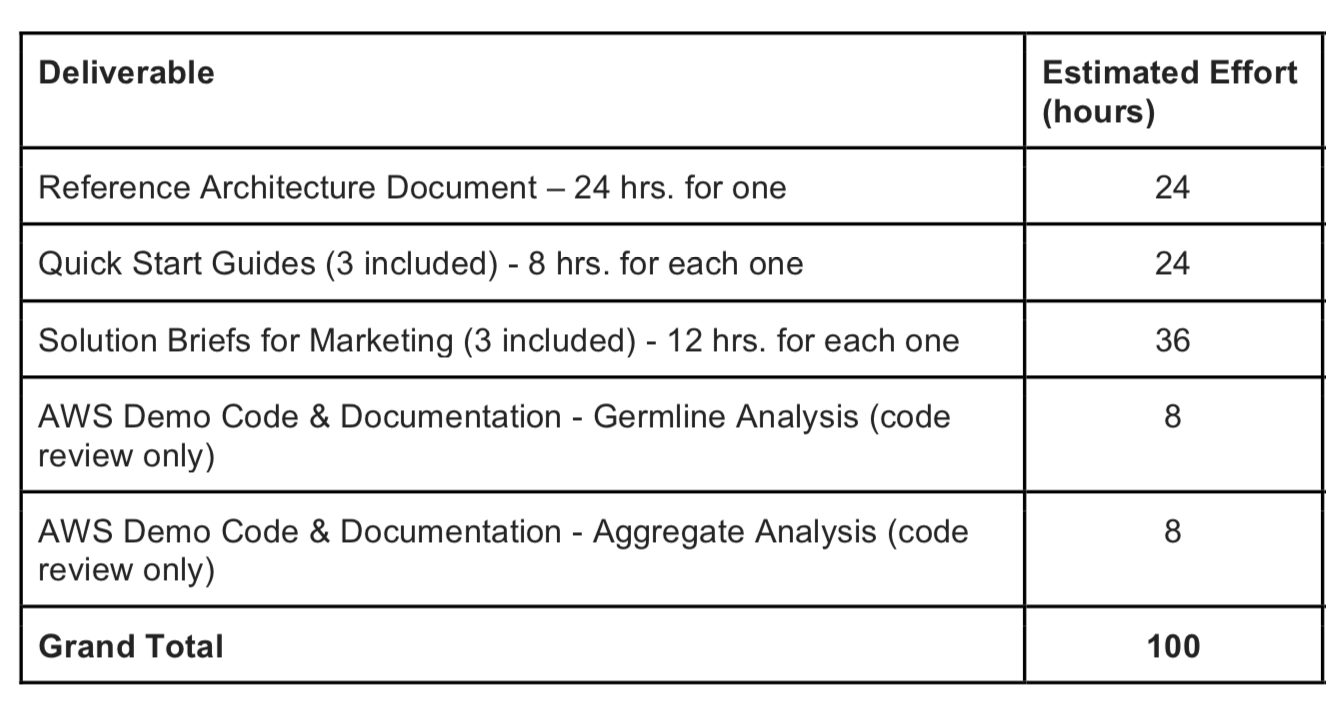 Deliverable
Estimated Effort
(hours)
Reference Architecture Document – 24 hrs. for one
24
Quick Start Guides (3 included) - 8 hrs. for each one
24
Solution Briefs for Marketing (3 included) - 12 hrs. for each one
36
AWS Demo Code & Documentation - Germline Analysis (code
review only)
8
AWS Demo Code & Documentation - Aggregate Analysis (code
review only)
8
Grand Total
100